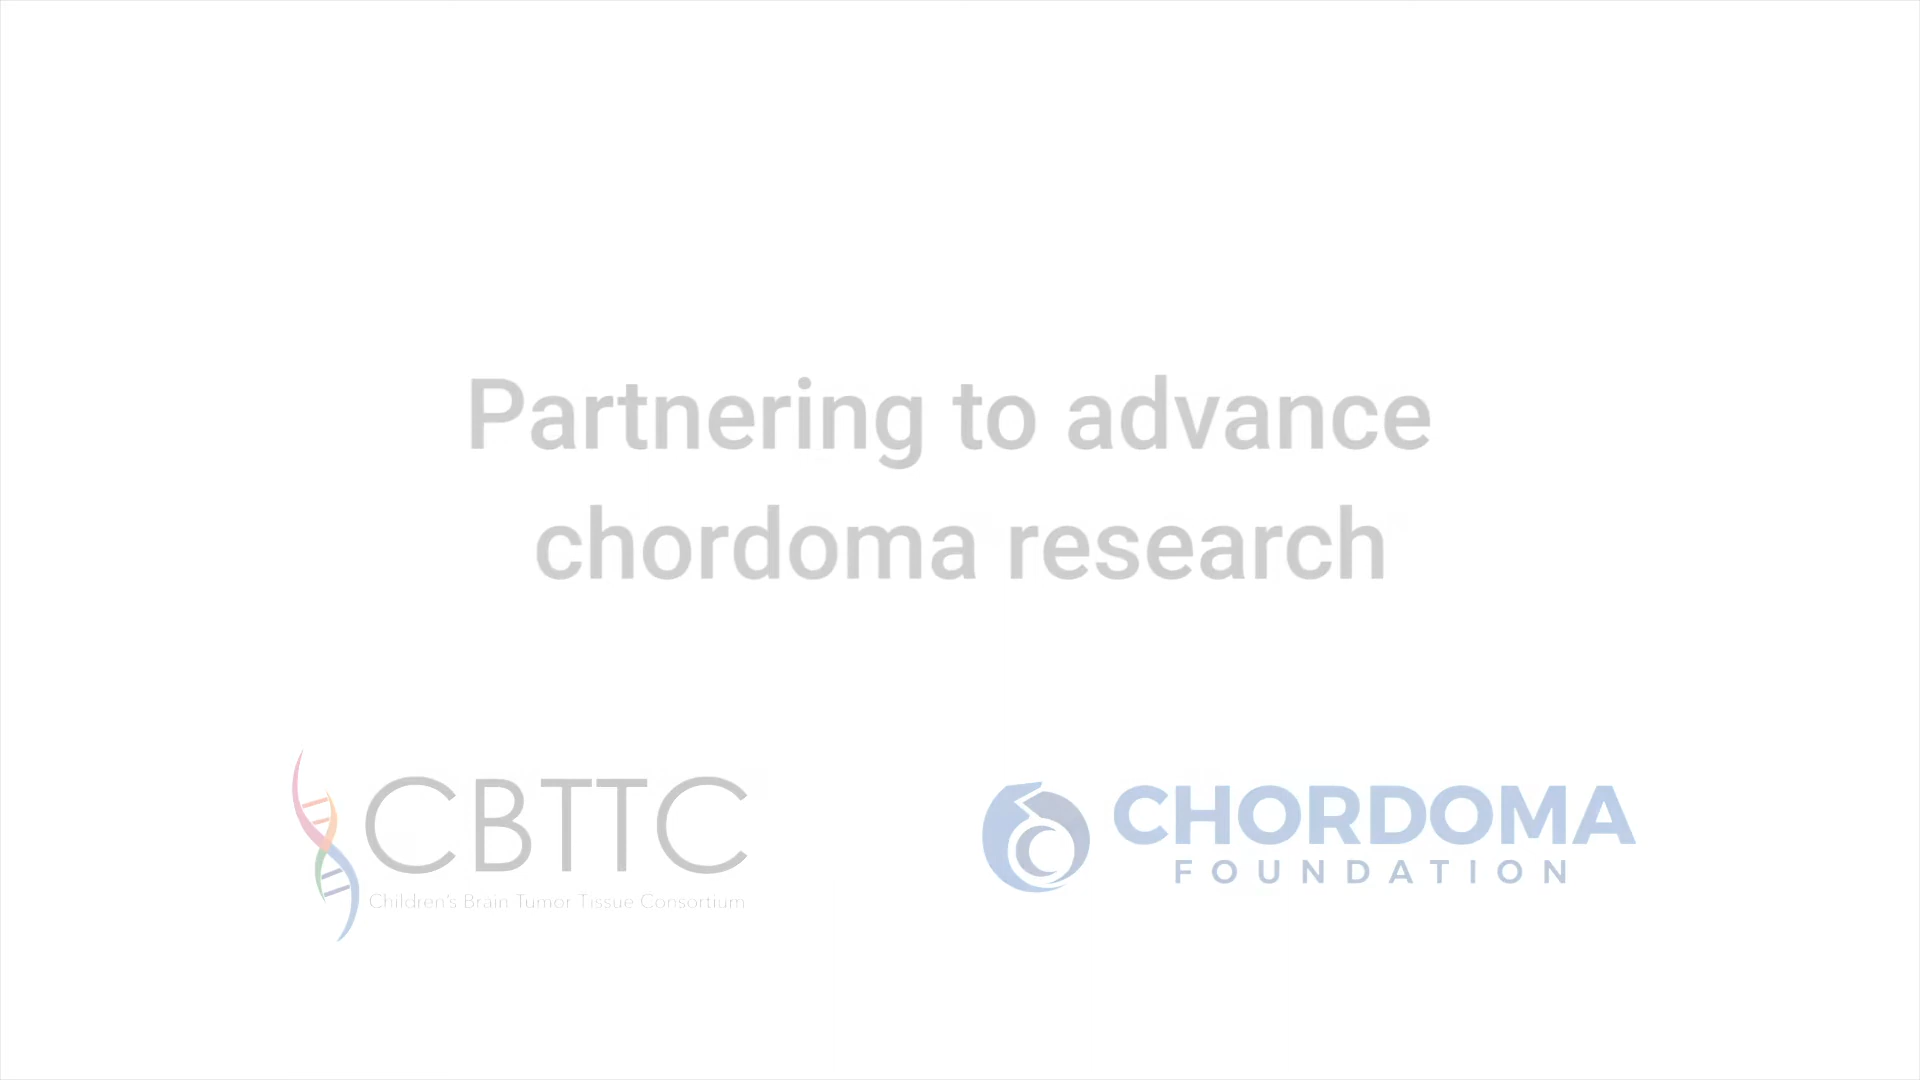 Partnering to advance
chordoma research
CBTTC
Children's Brain Tumor Tissue Consortium
CHORDOMA
FOUNDATION